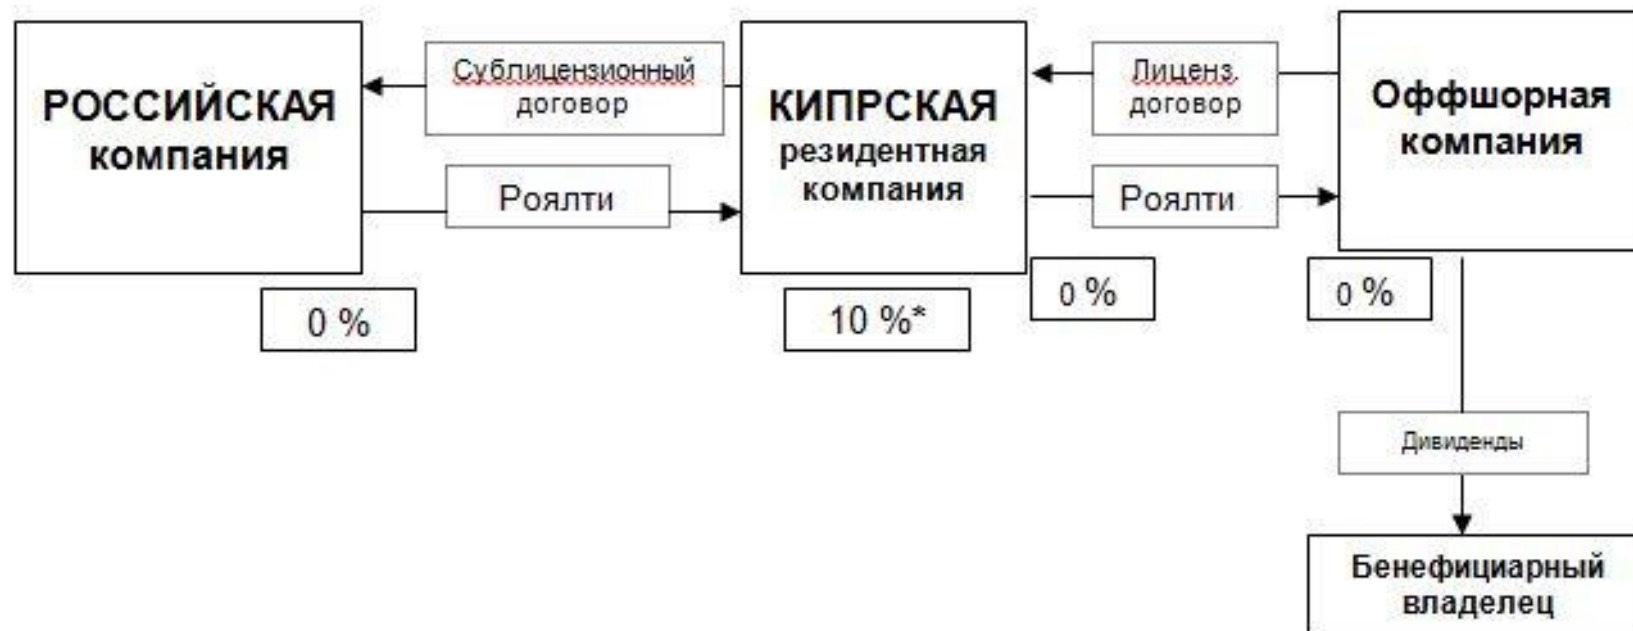 РОССИЙСКАЯ
компания
Сублицензионный
договор
Роялти
КИПРСКАЯ
резидентная
компания
Лиценз.
договор
Роялти
Оффшорная
компания
0 %
10 %*
0 %
0 %
Дивиденды
Бенефициарный
владелец